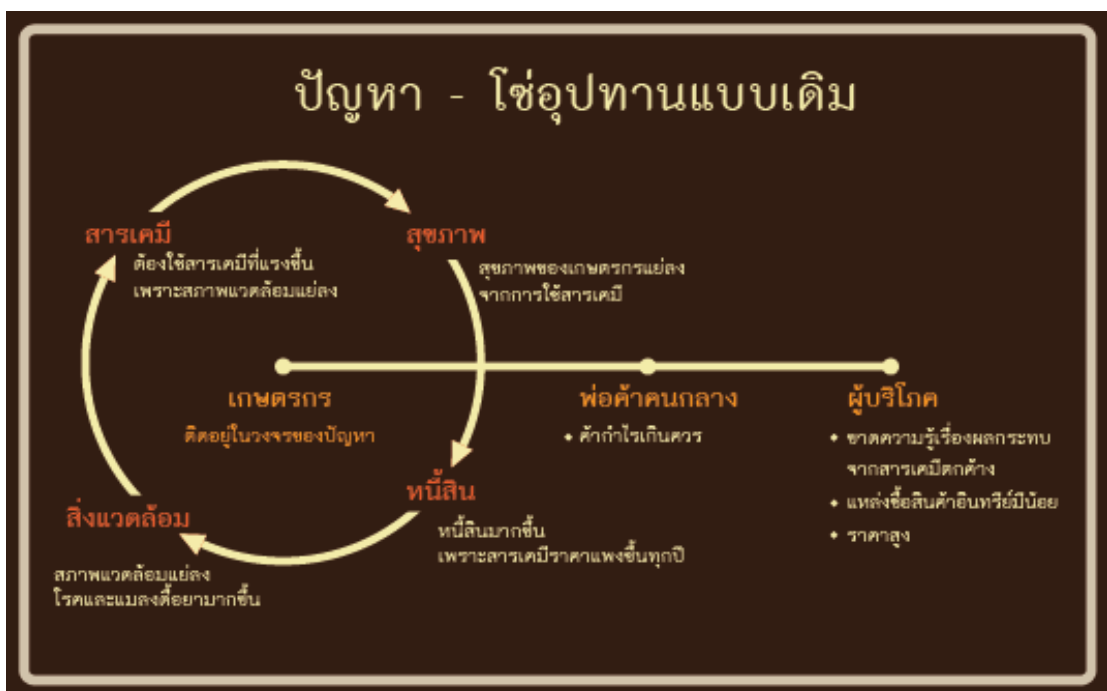 ปัญหา - โซ่อุปทานแบบเดิม
สารเคมี
ต้องใช้สารเคมีที่แรงขึ้น
เพราะสภาพแวดล้อมแย่ลง
สุขภาพ
สุขภาพของเกษตรกรแย่ลง
จากการใช้สารเคมี
เกษตรกร
ติดอยู่ในวงจรของปัญหา
พ่อค้าคนกลาง
• ค้ากำไรเกินควร
ผู้บริโภค
• ขาดความรู้เรื่องผลกระทบ
จากสารเคมีตกค้าง
• แหล่งซื้อสินค้าอินทรีย์มีน้อย
• ราคาสูง
หนี้สิน
หนี้สินมากขึ้น
เพราะสารเคมีราคาแพงขึ้นทุกปี
สิ่งแวดล้อม
สภาพแวดล้อมแย่ลง
โรคและแมลงดื้อยามากขึ้น